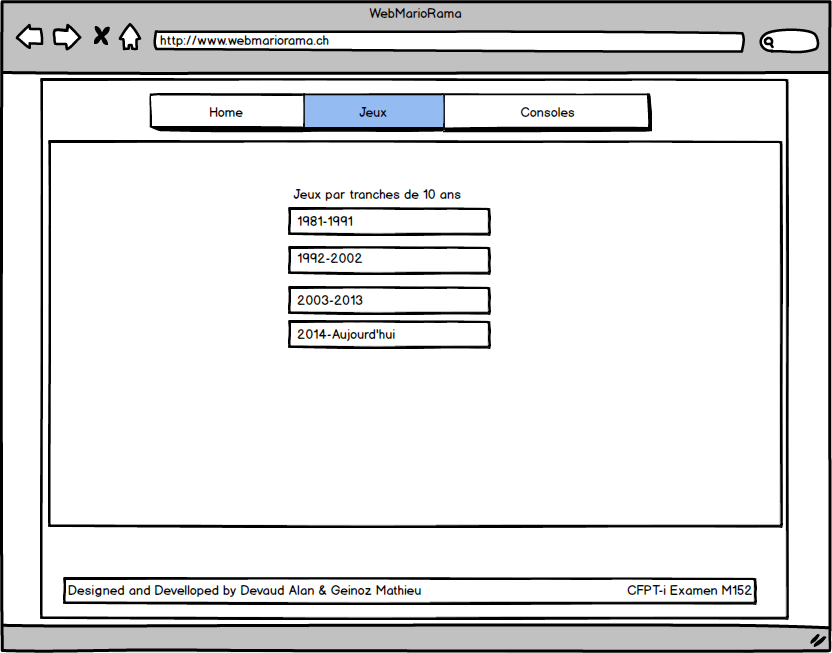 WebMarioRama
http://www.webmariorama.ch
Home Jeux Consoles
Jeux par tranches de 10 ans
1981-1991
1992-2002
2003-2013
2014-Aujourd'hui
Designed and Develloped by Devaud Alan & Geinoz Mathieu CFPT-i Examen M152